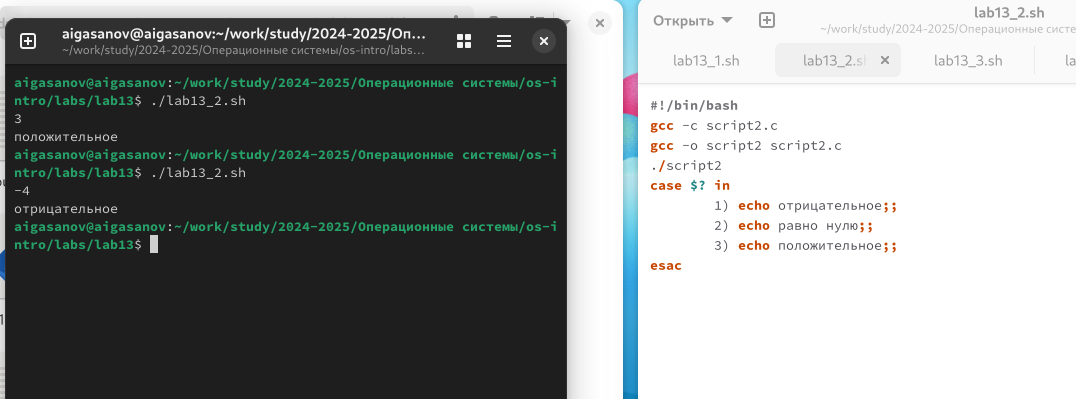 aigasanov@aigasanov:~/work/study/2024-2025/Оп...
~/work/study/2024-2025/Операционные системы/os-intro/labs...
aigasanov@aigasanov:~/work/study/2024-2025/Операционные системы/os-i
ntro/labs/lab13$ ./lab13_2.sh
3
положительное
aigasanov@aigasanov:~/work/study/2024-2025/Операционные системы/os-i
ntro/labs/lab13$ ./lab13_2.sh
-4
отрицательное
aigasanov@aigasanov:~/work/study/2024-2025/Операционные системы/os-i
ntro/labs/lab13$
Открыть
lab13_2.sh
~/work/study/2024-2025/Операционные систе
lab13_1.sh
lab13_2.sh
lab13_3.sh
la
#!/bin/bash
gcc -c script2.c
gcc -o script2 script2.c
./script2
case $? in
1) echo отрицательное;;
2) echo равно нулю;;
3) echo положительное;;
esac